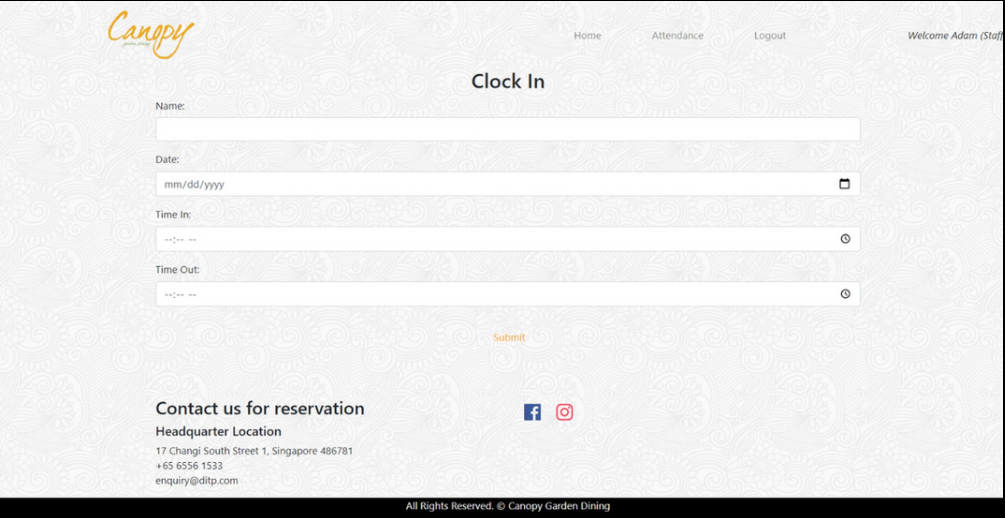 Canopy
garden dining
Home Attendance Logout Welcome Adam (Staff
Clock In
Name:
Date:
mm/dd/yyyy
Time In:
--:-- --
Time Out:
--:-- --
Submit
Contact us for reservation
Headquarter Location
17 Changi South Street 1, Singapore 486781
+65 6556 1533
enquiry@ditp.com
All Rights Reserved. © Canopy Garden Dining